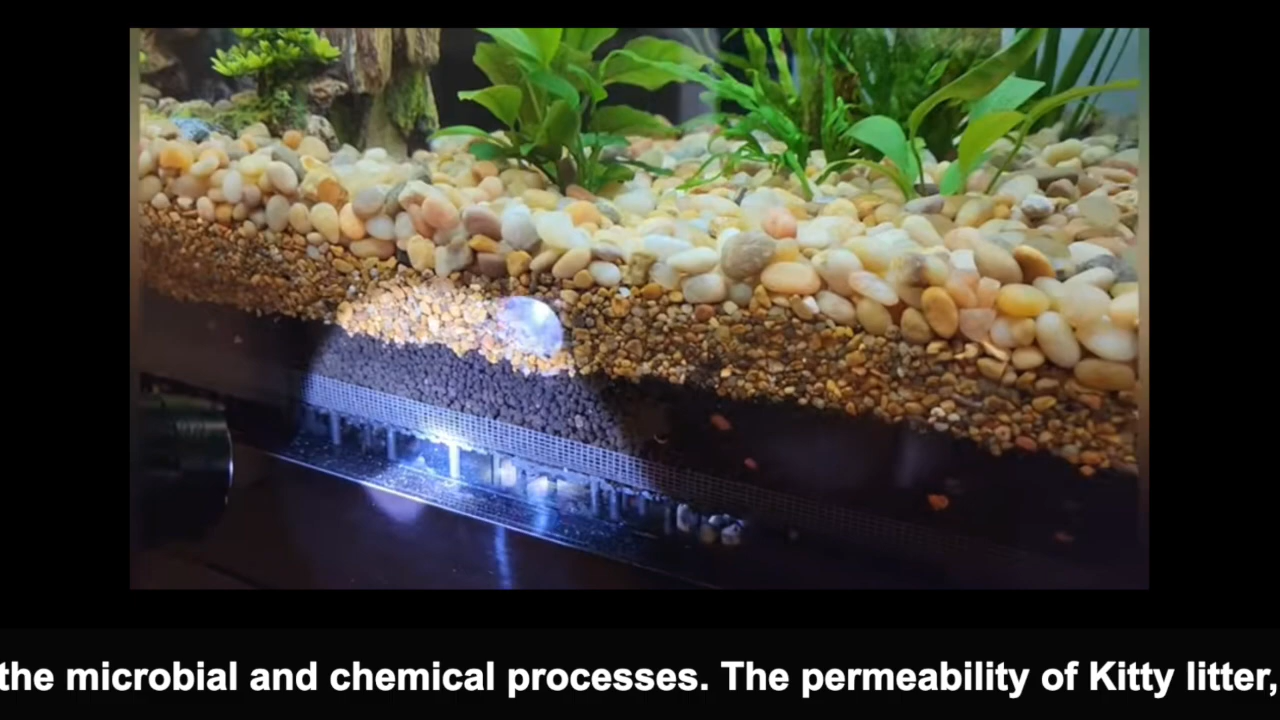 the microbial and chemical processes. The permeability of Kitty litter,